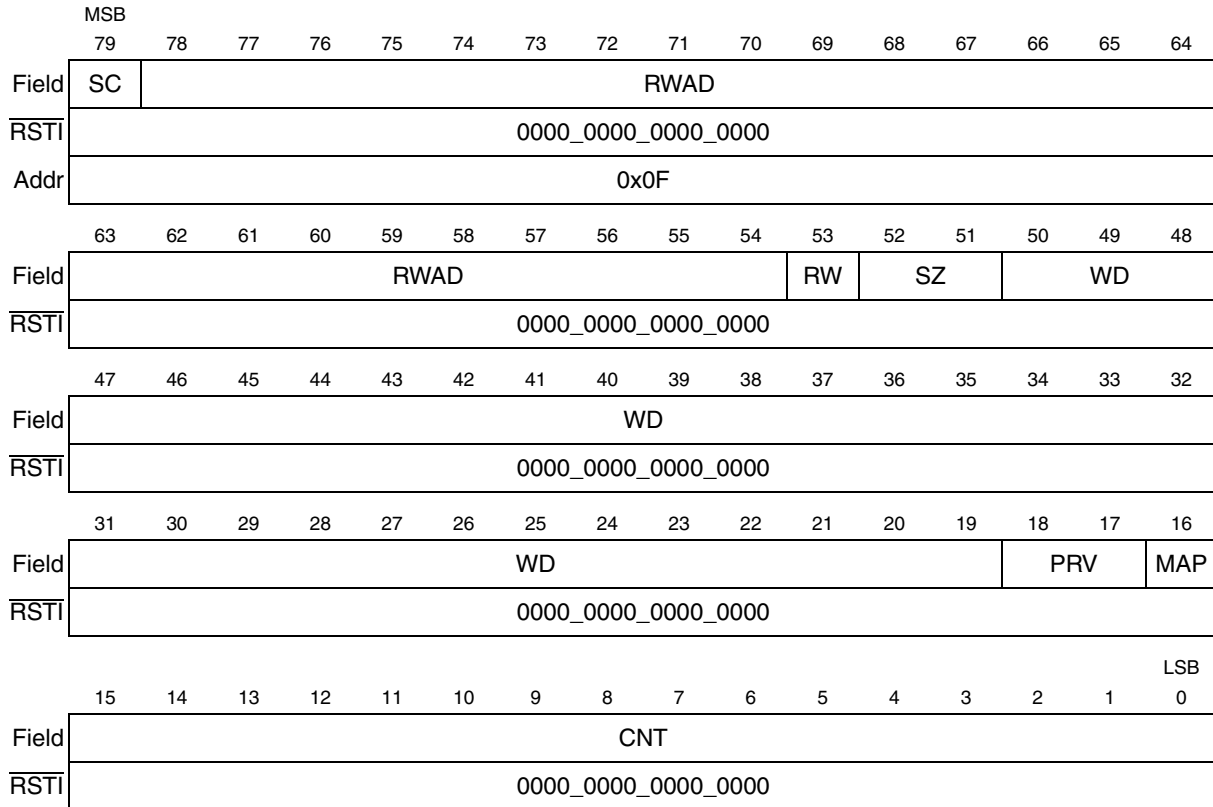 MSB
79 78 77 76 75 74 73 72 71 70 69 68 67 66 65 64
Field SC RWAD
RSTI 0000_0000_0000_0000
Addr 0x0F
63 62 61 60 59 58 57 56 55 54 53 52 51 50 49 48
Field RWAD RW SZ WD
RSTI 0000_0000_0000_0000
47 46 45 44 43 42 41 40 39 38 37 36 35 34 33 32
Field WD
RSTI 0000_0000_0000_0000
31 30 29 28 27 26 25 24 23 22 21 20 19 18 17 16
Field WD PRV MAP
RSTI 0000_0000_0000_0000
LSB
15 14 13 12 11 10 9 8 7 6 5 4 3 2 1 0
Field CNT
RSTI 0000_0000_0000_0000